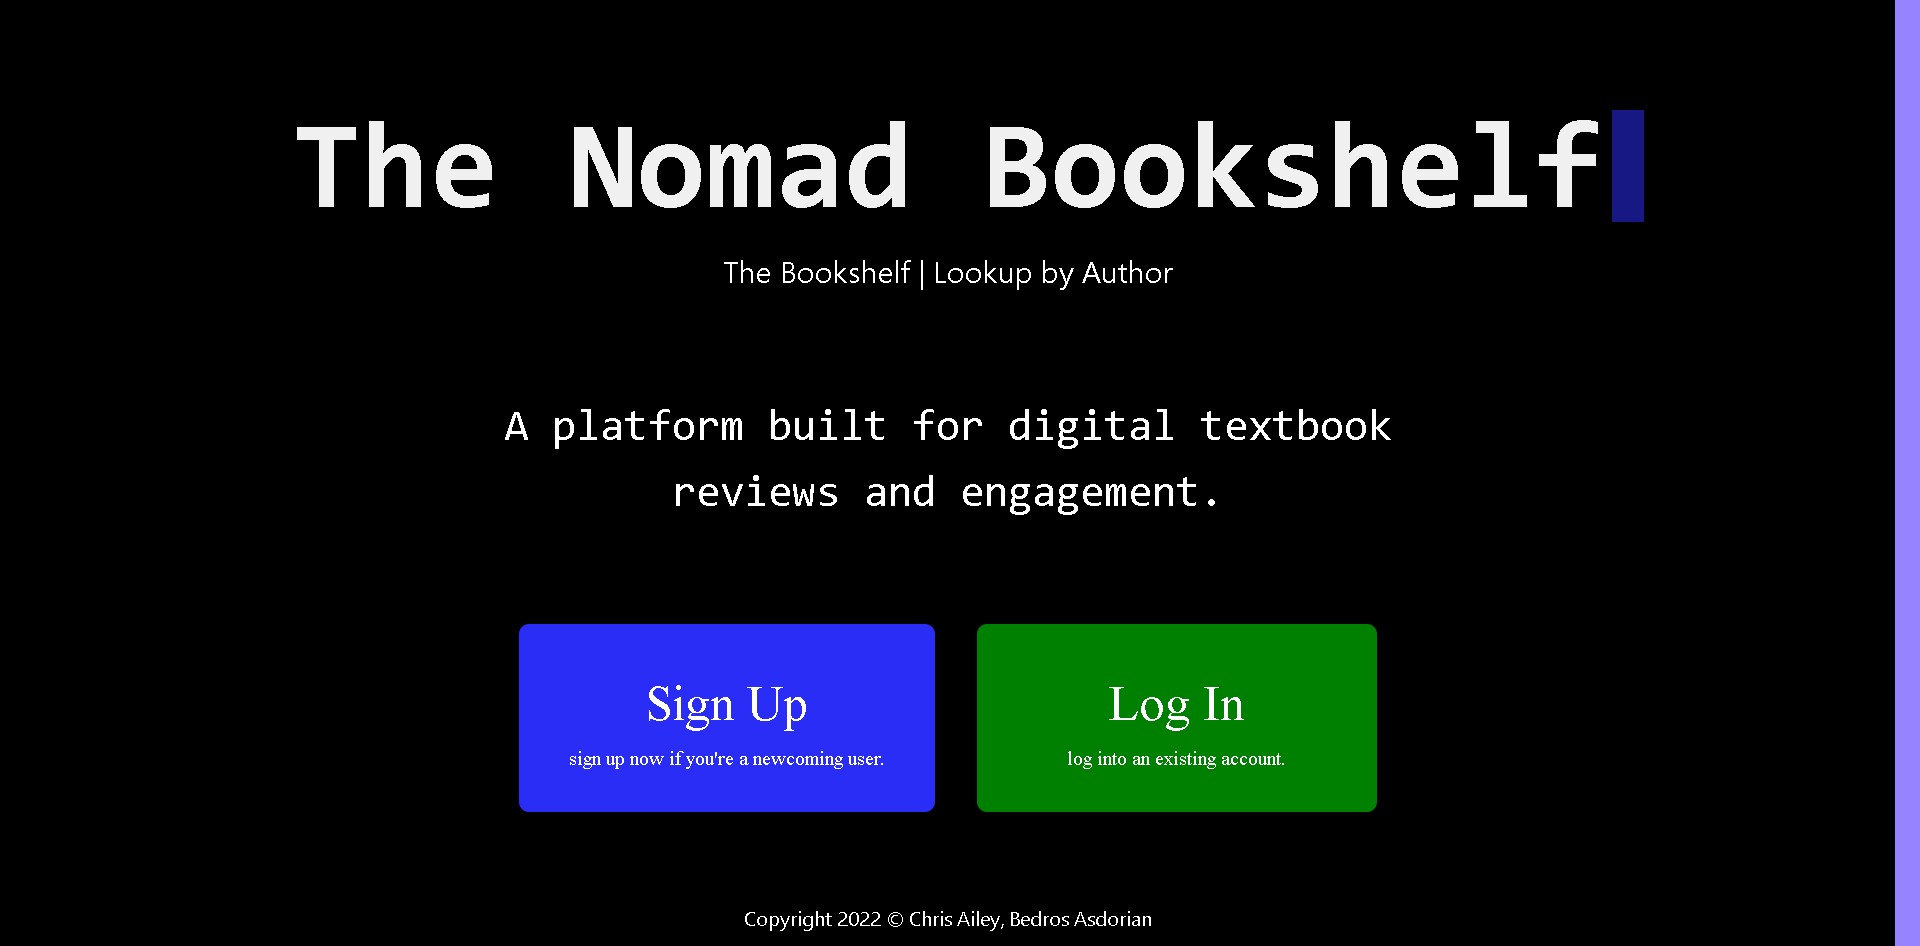 The Nomad Bookshelf
The Bookshelf | Lookup by Author
A platform built for digital textbook
reviews and engagement.
Sign Up
sign up now if you're a newcoming user.
Log In
log into an existing account.
Copyright 2022 © Chris Ailey, Bedros Asdorian